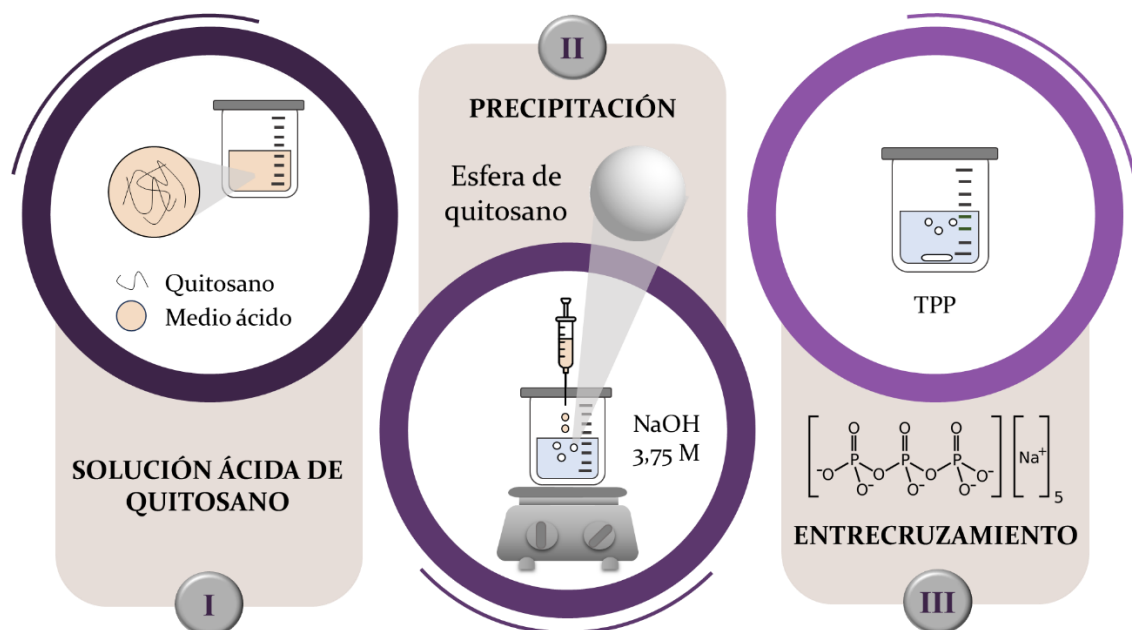 Quitosano
Medio ácido
SOLUCIÓN ÁCIDA DE
QUITOSANO
I
II
PRECIPITACIÓN
Esfera de
quitosano
NaOH
3,75 M
TPP
O O O
-O P O P O P O-
O- O- O-
Na+
5
ENTRECRUZAMIENTO
III